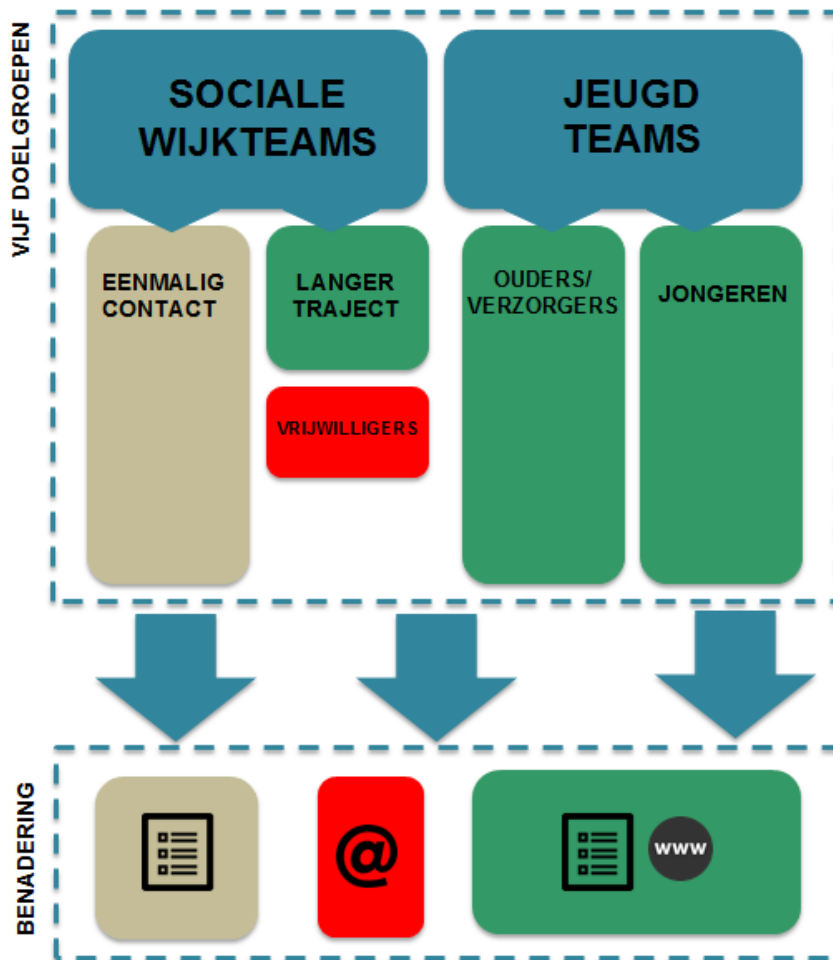 VIJF DOELGROEPEN
SOCIALE
WIJKTEAMS
JEUGD
TEAMS
EENMALIG
CONTACT
LANGER
TRAJECT
VRIJWILLIGERS
OUDERS/
VERZORGERS
JONGEREN
BENADERING
@
www